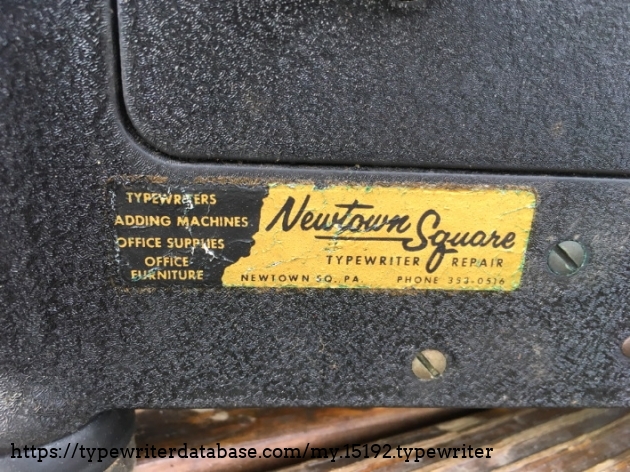 TYPEWRITERS
ADDING MACHINES
OFFICE SUPPLIES
OFFICE
FURNITURE
Newtown Square
TYPEWRITER REPAIR
NEWTOWN SQ. PA. PHONE 353-0516
https://typewriterdatabase.com/my.15192.typewriter